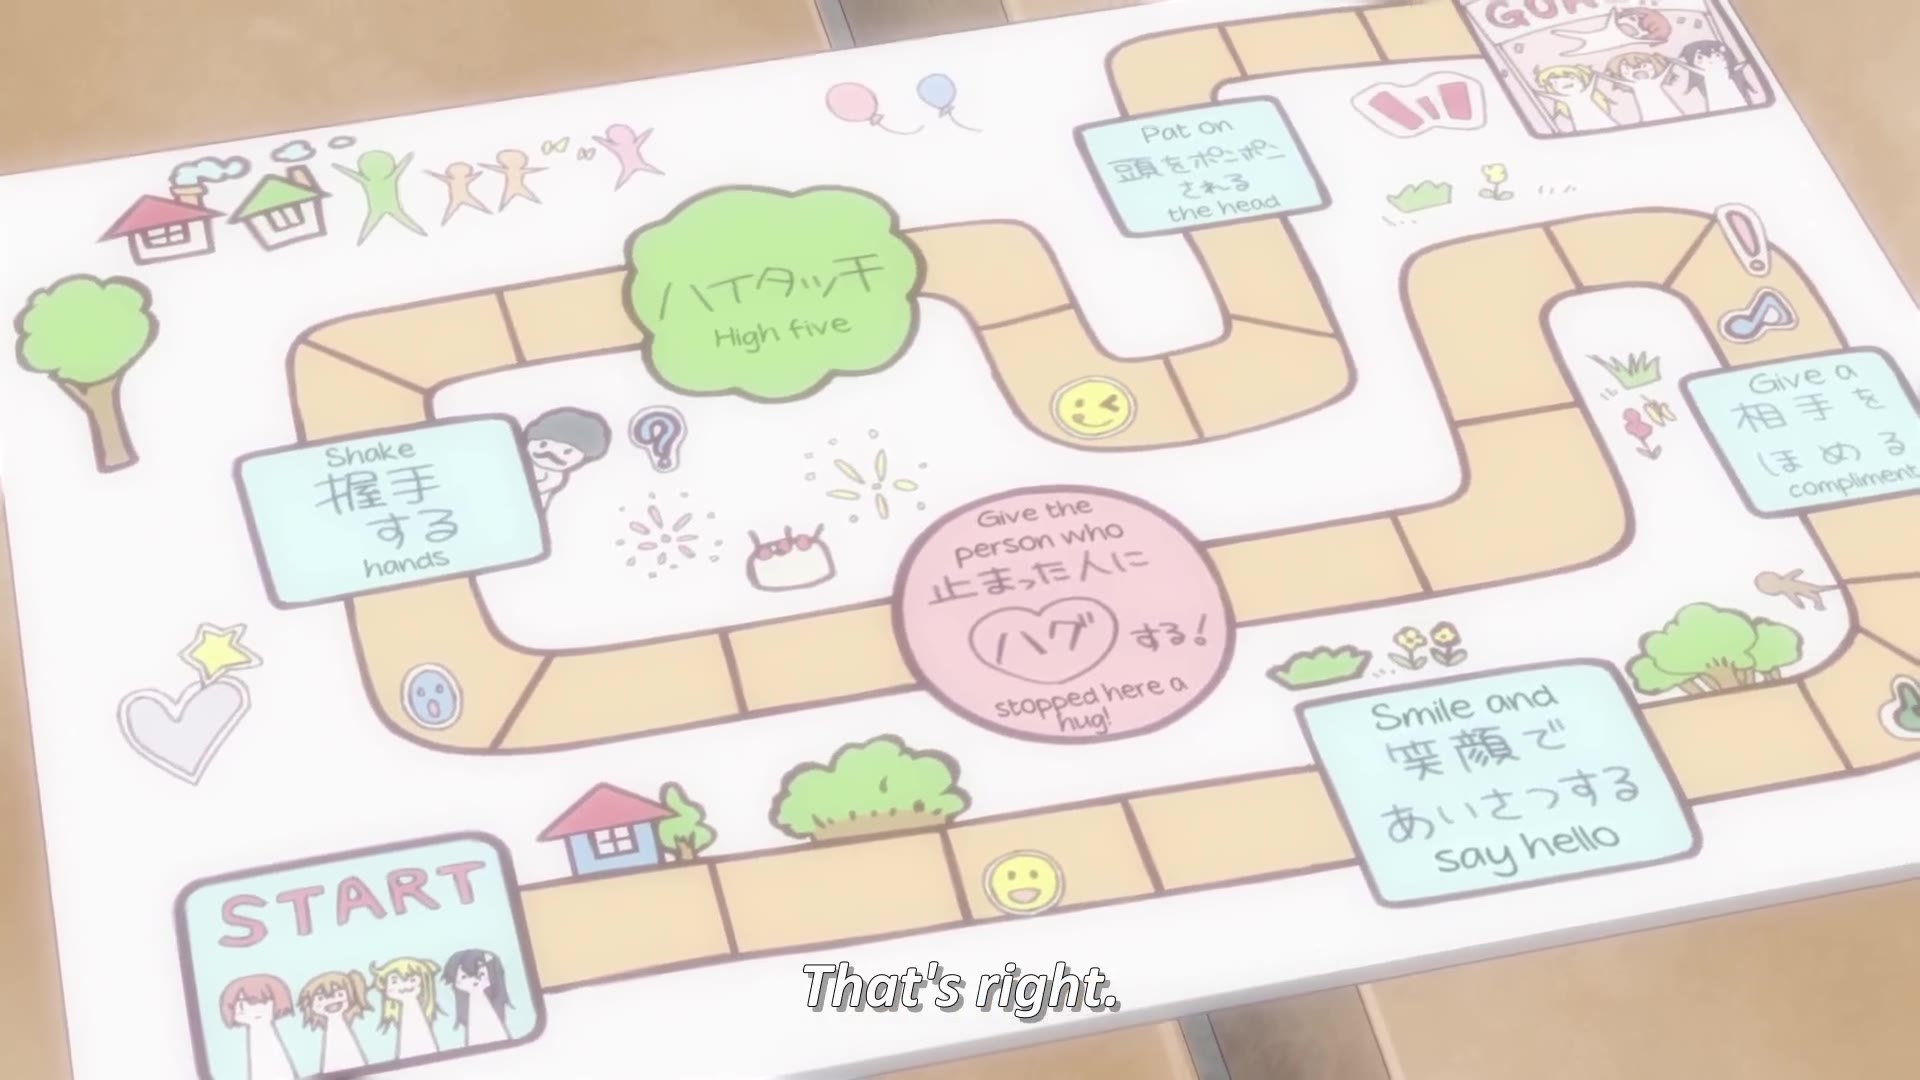 GOAL
Pat on
頭をポンポン
される
the head
ハイタッチ
High five
Give a
相手を
ほめる
compliment
Shake
握手
する
hands
Give the
person who
止まった人に
ハグする!
stopped here a
hug!
Smile and
笑顔で
あいさつする
say hello
START
That's right.